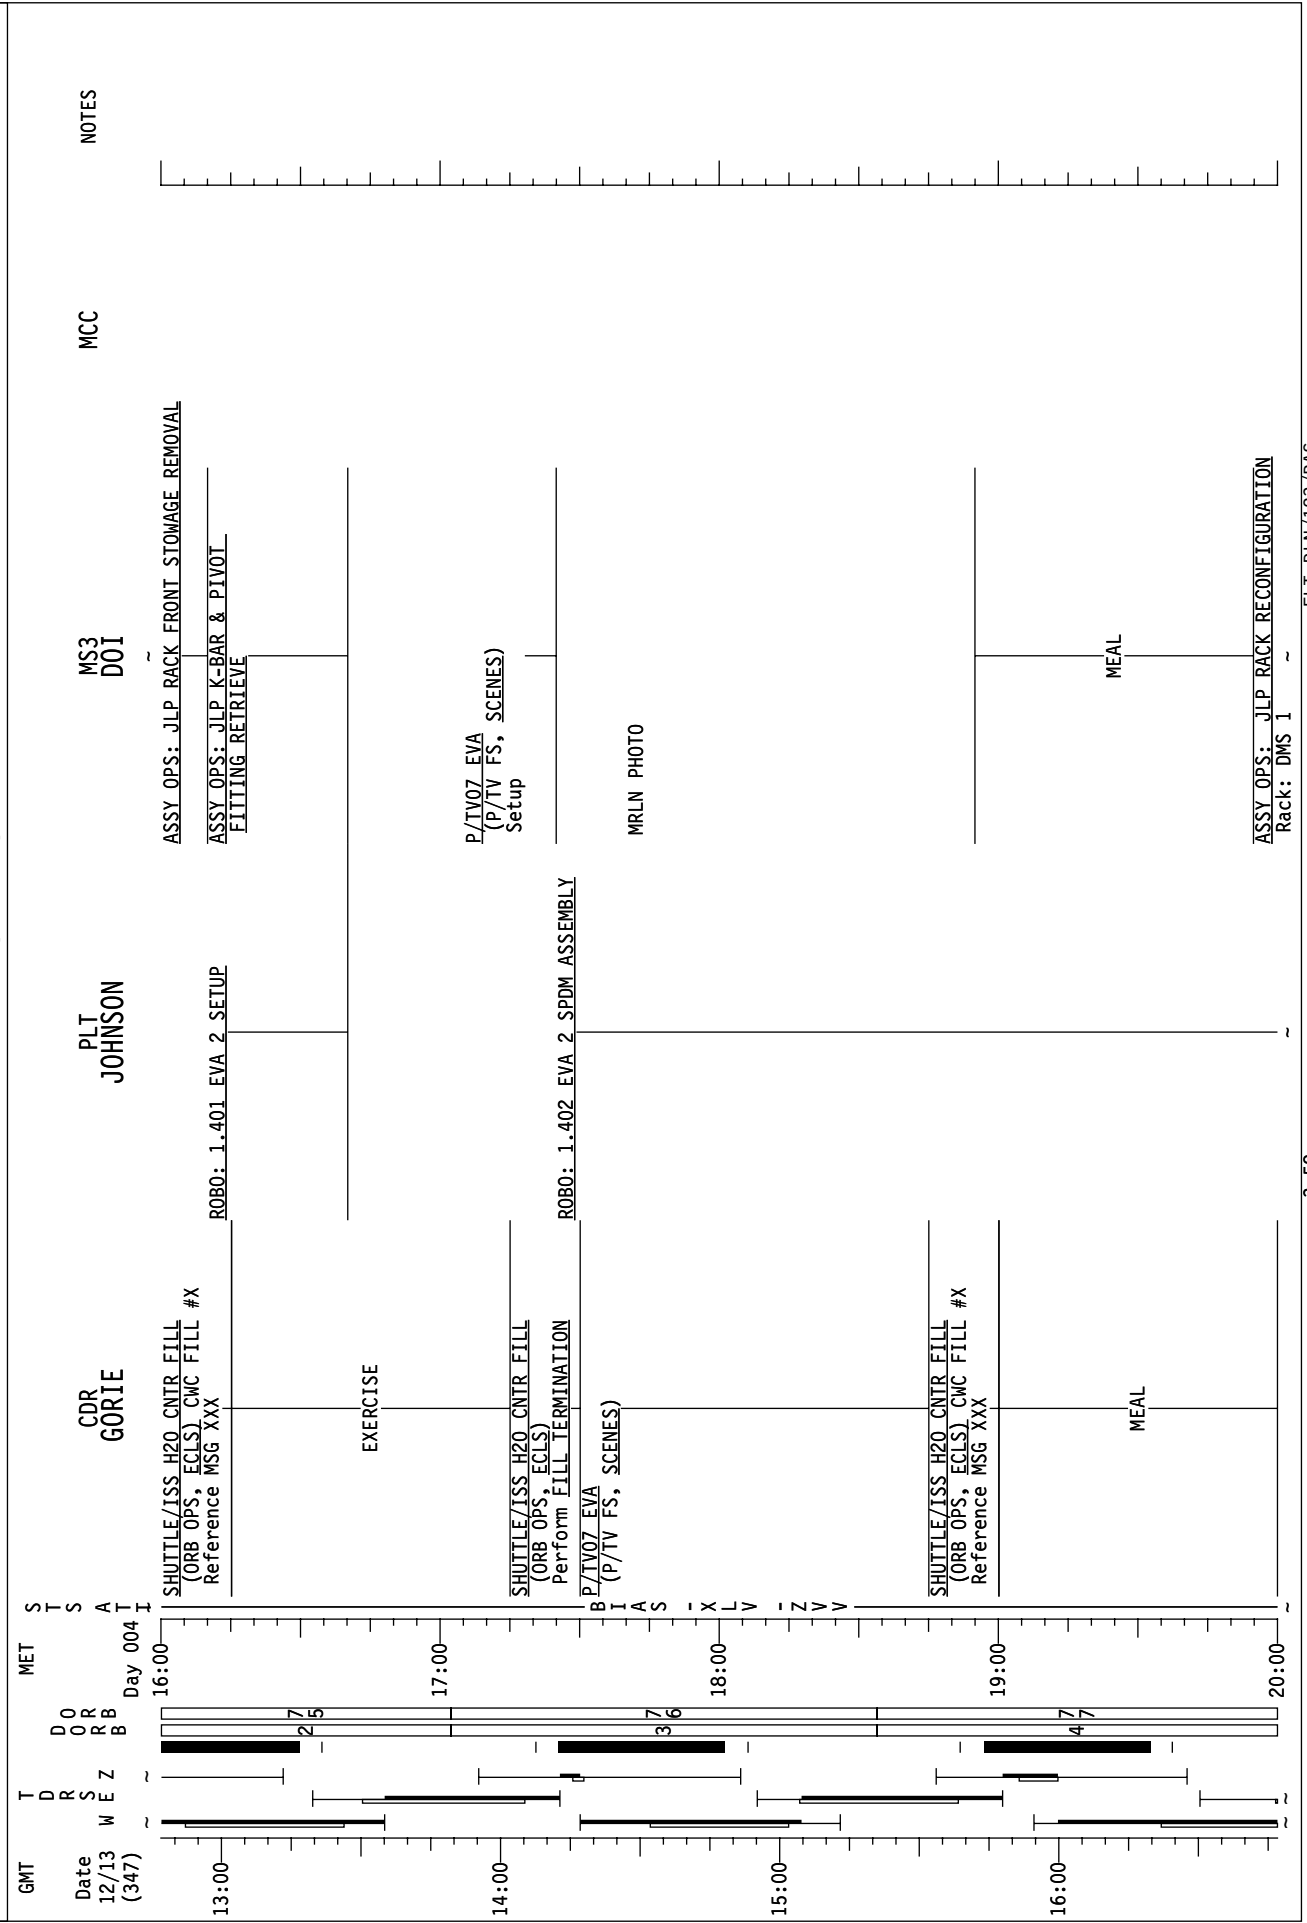 GMT
Date
12/13
(347)
13:00
14:00
15:00
16:00
T
D
R
S
W E Z
D
O
R
B
2
3
4
O
R
B
75
76
77
MET
Day 004
16:00
17:00
18:00
19:00
20:00
S
T
S
A
T
T
BIAS -XLV -ZVV
CDR
GORIE
SHUTTLE/ISS H2O CNTR FILL
(ORB OPS, ECLS) CWC FILL #X
Reference MSG XXX
EXERCISE
SHUTTLE/ISS H2O CNTR FILL
(ORB OPS, ECLS)
Perform FILL TERMINATION
P/TV07 EVA
(P/TV FS, SCENES)
SHUTTLE/ISS H2O CNTR FILL
(ORB OPS, ECLS) CWC FILL #X
Reference MSG XXX
MEAL
PLT
JOHNSON
ROBO: 1.401 EVA 2 SETUP
ROBO: 1.402 EVA 2 SPDM ASSEMBLY
MS3
DOI
ASSY OPS: JLP RACK FRONT STOWAGE REMOVAL
ASSY OPS: JLP K-BAR & PIVOT
FITTING RETRIEVE
P/TV07 EVA
(P/TV FS, SCENES)
Setup
MRLN PHOTO
MEAL
ASSY OPS: JLP RACK RECONFIGURATION
Rack: DMS 1
MCC
NOTES